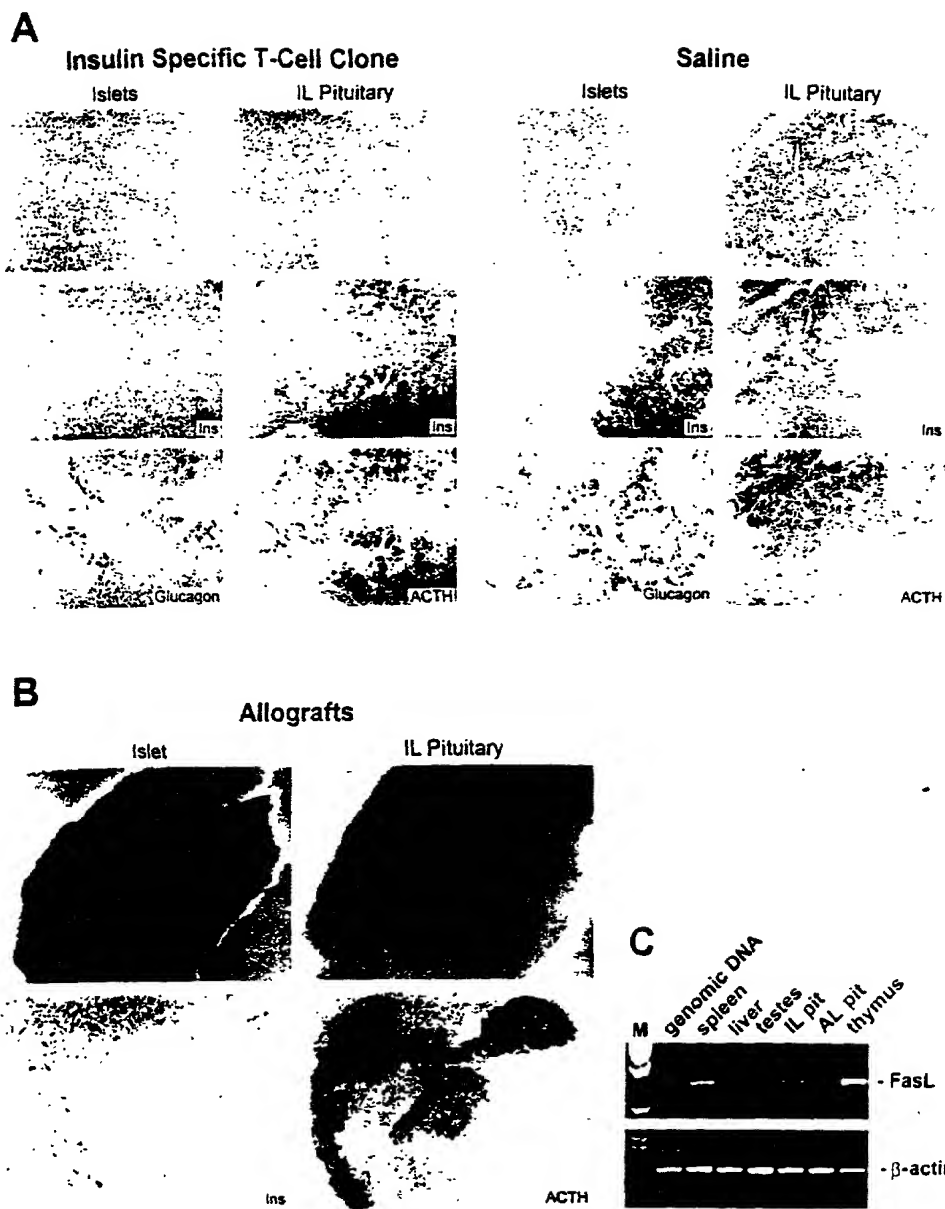 A
Insulin Specific T-Cell Clone
Saline
Islets
IL Pituitary
Islets
IL Pituitary
Ins
Ins
Ins
Ins
Glucagon
ACTH
Glucagon
ACTH
B
Allografts
Islet
IL Pituitary
Ins
ACTH
C
M
genomic DNA
spleen
liver
testes
IL pit
AL pit
thymus
- FasL
- β-actin